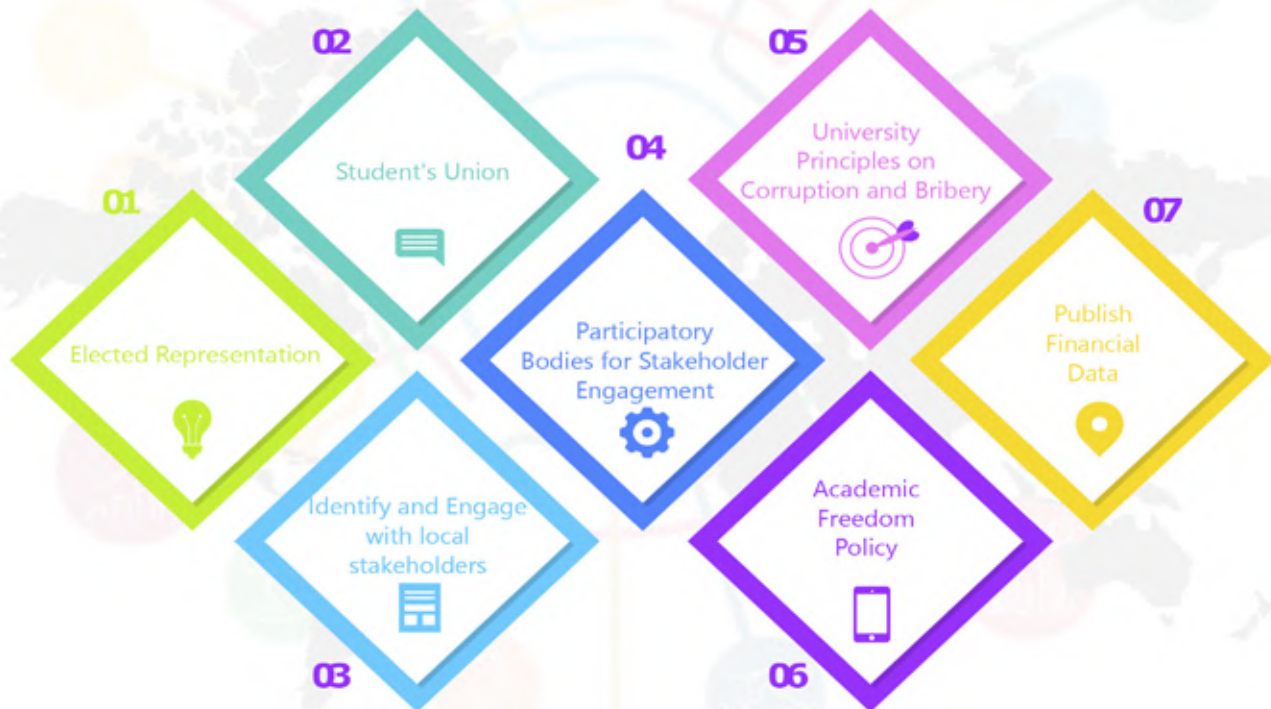 01
Elected Representation
02
Student's Union
03
Identify and Engage
with local
stakeholders
04
Participatory
Bodies for Stakeholder
Engagement
05
University
Principles on
Corruption and Bribery
06
Academic
Freedom
Policy
07
Publish
Financial
Data